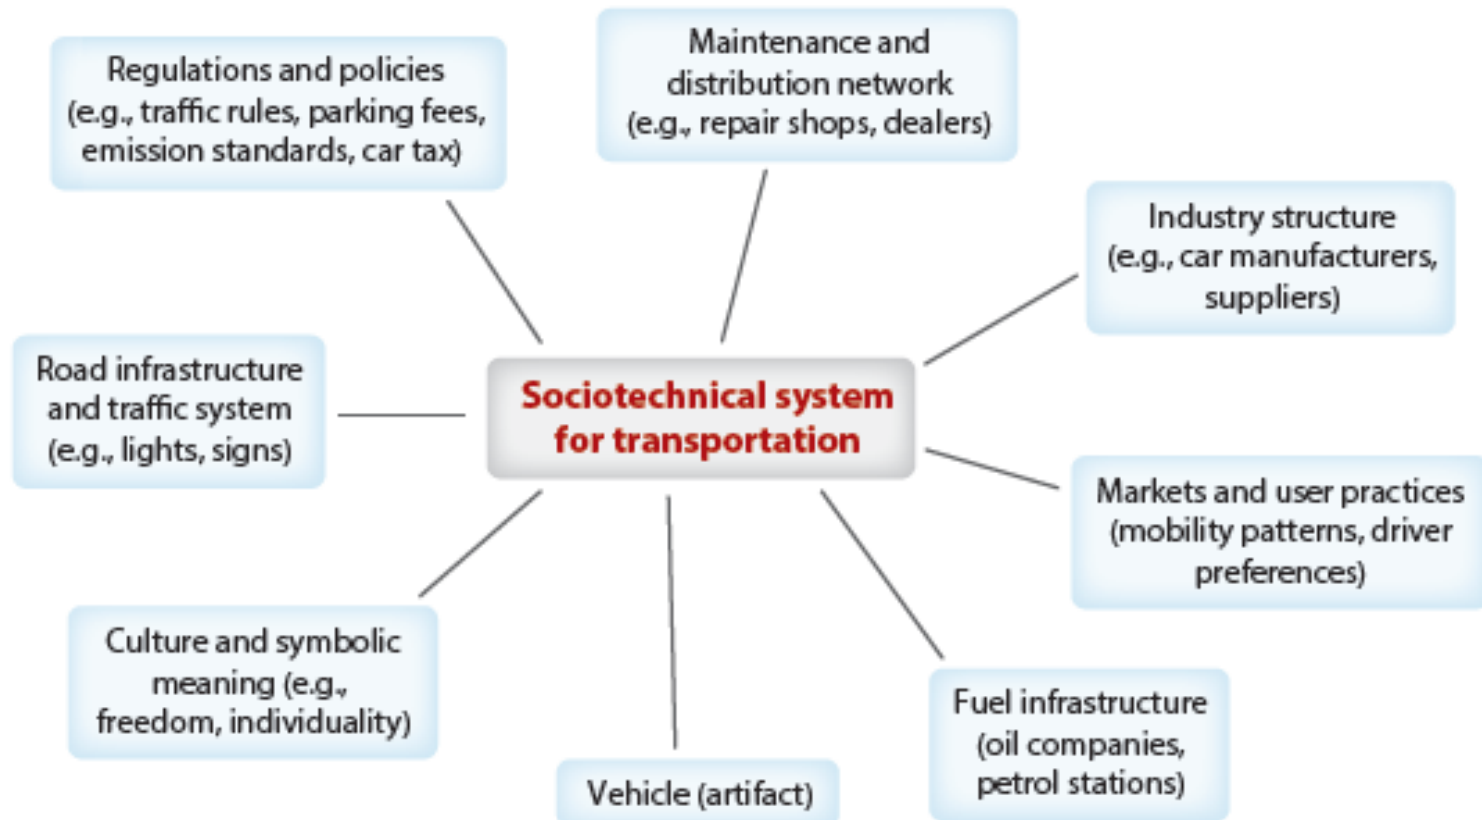 Regulations and policies
(e.g., traffic rules, parking fees,
emission standards, car tax)
Maintenance and
distribution network
(e.g., repair shops, dealers)
Industry structure
(e.g., car manufacturers,
suppliers)
Road infrastructure
and traffic system
(e.g., lights, signs)
Sociotechnical system
for transportation
Markets and user practices
(mobility patterns, driver
preferences)
Culture and symbolic
meaning (e.g.,
freedom, individuality)
Fuel infrastructure
(oil companies,
petrol stations)
Vehicle (artifact)